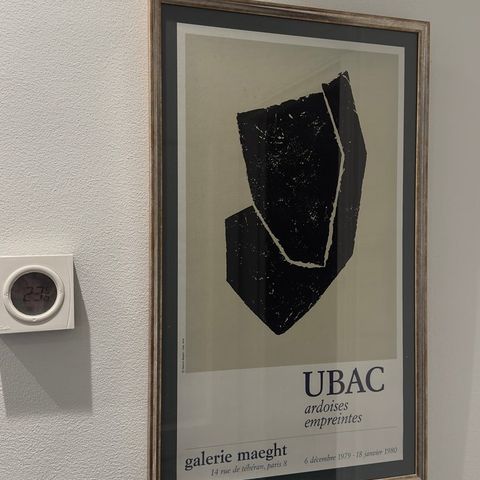 UBAC
ardoises
empreintes
galerie maeght
14 rue de téhéran, paris 8
6 décembre 1979 - 18 janvier 1980